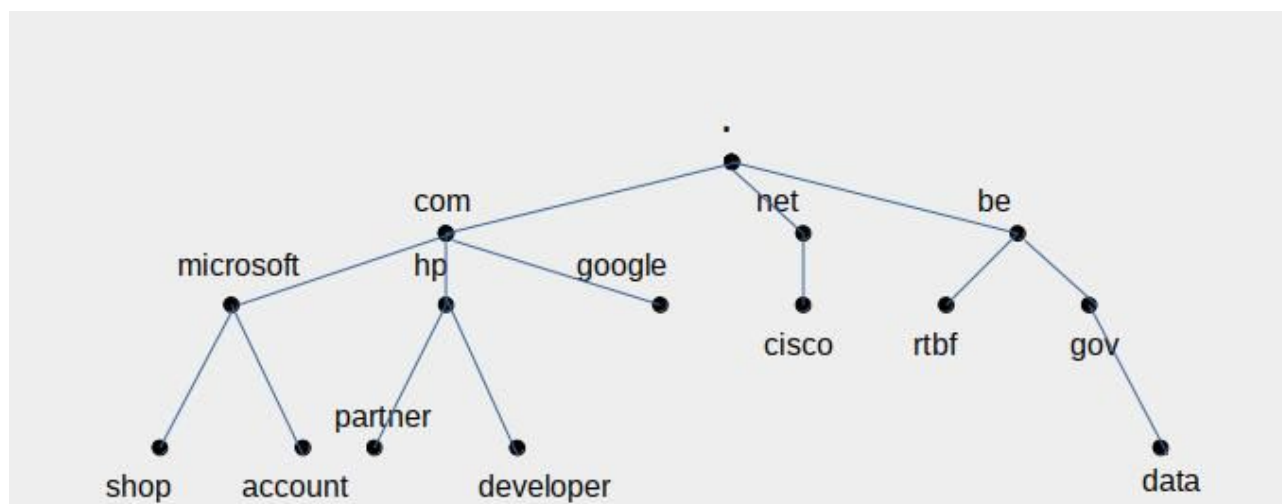 .
com net be
microsoft hp google
cisco rtbf gov
partner
shop account developer data